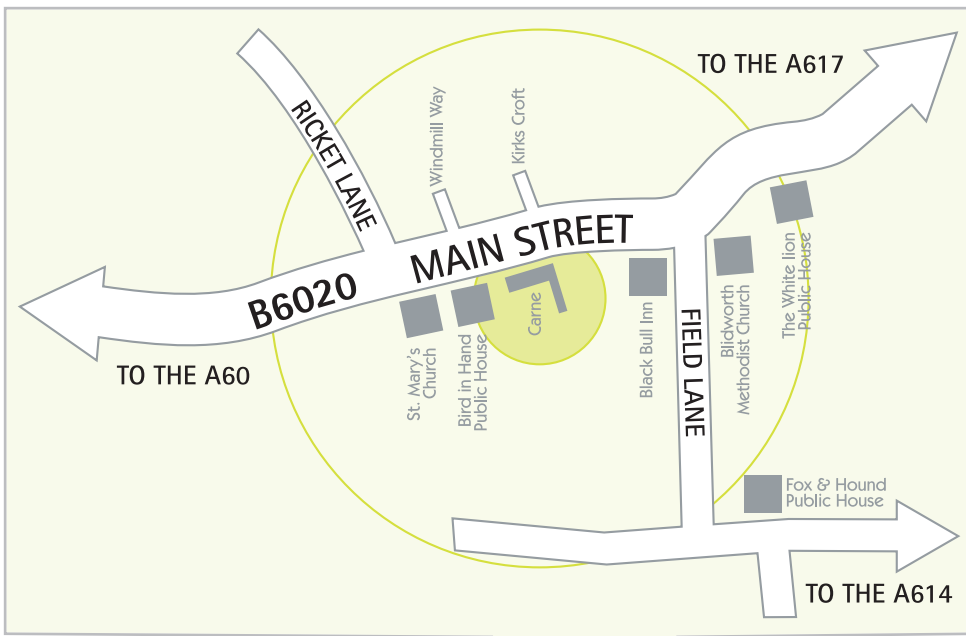 TO THE A617
RICKET LANE
Windmill Way
Kirks Croft
MAIN STREET
B6020
TO THE A60
St. Mary's
Church
Bird in Hand
Public House
Carne
Black Bull Inn
FIELD LANE
Blidworth
Methodist Church
The White lion
Public House
Fox & Hound
Public House
TO THE A614